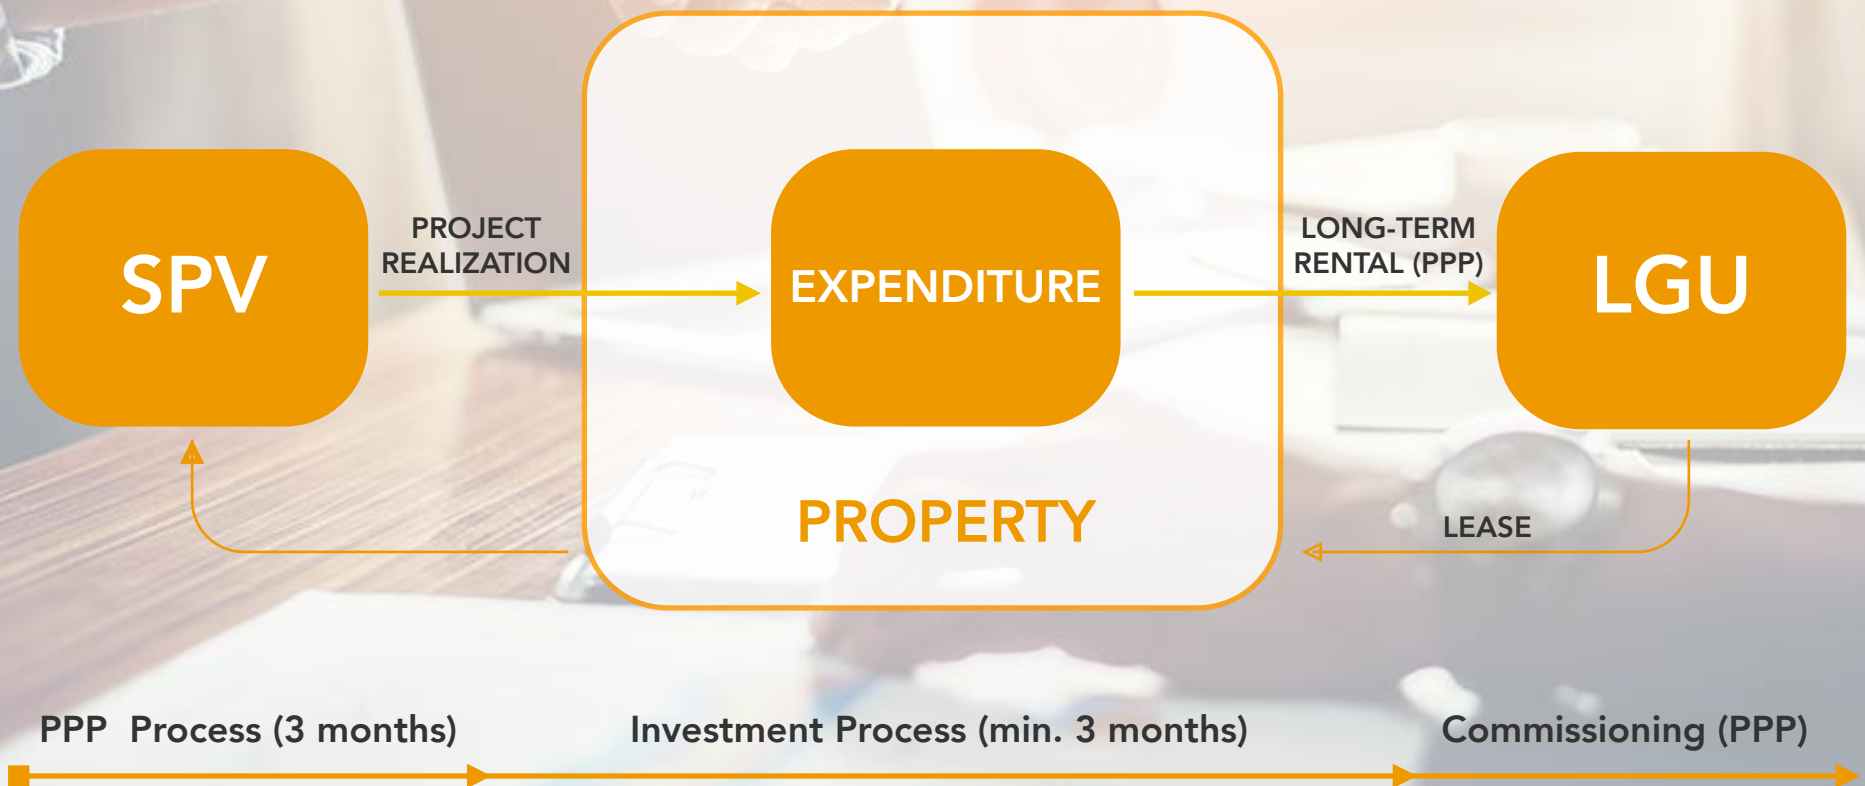 SPV
PROJECT
REALIZATION
EXPENDITURE
LONG-TERM
RENTAL (PPP)
LGU
PROPERTY
LEASE
PPP Process (3 months)
Investment Process (min. 3 months)
Commissioning (PPP)